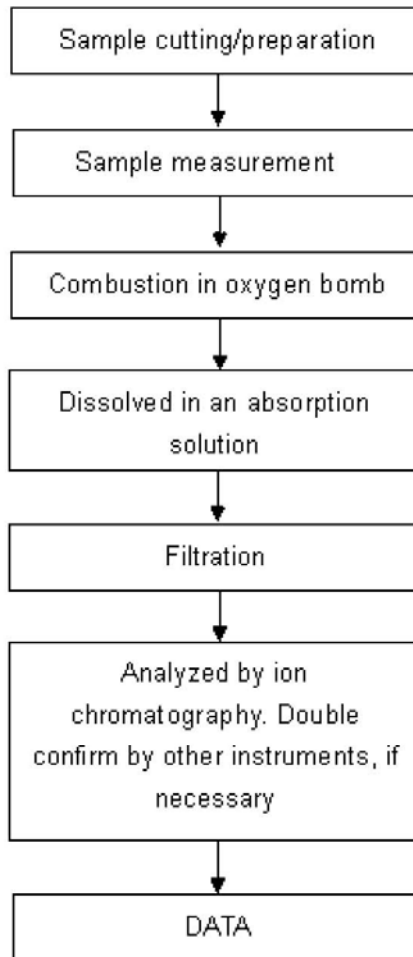 Sample cutting/preparation
Sample measurement
Combustion in oxygen bomb
Dissolved in an absorption
solution
Filtration
Analyzed by ion
chromatography. Double
confirm by other instruments, if
necessary
DATA